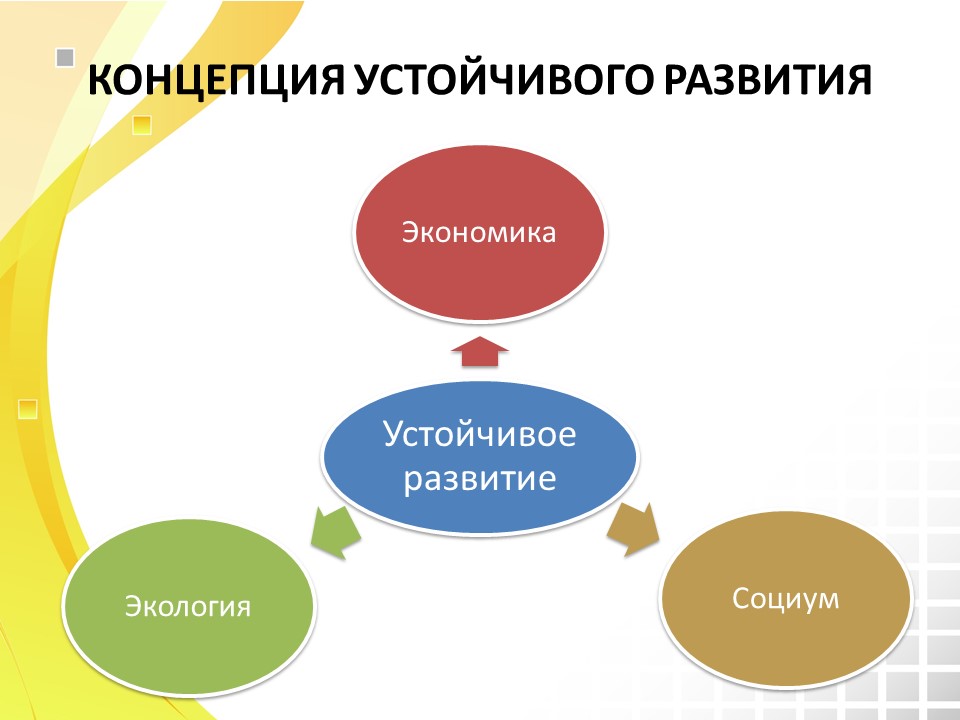 КОНЦЕПЦИЯ УСТОЙЧИВОГО РАЗВИТИЯ
Экономика
Устойчивое
развитие
Экология
Социум